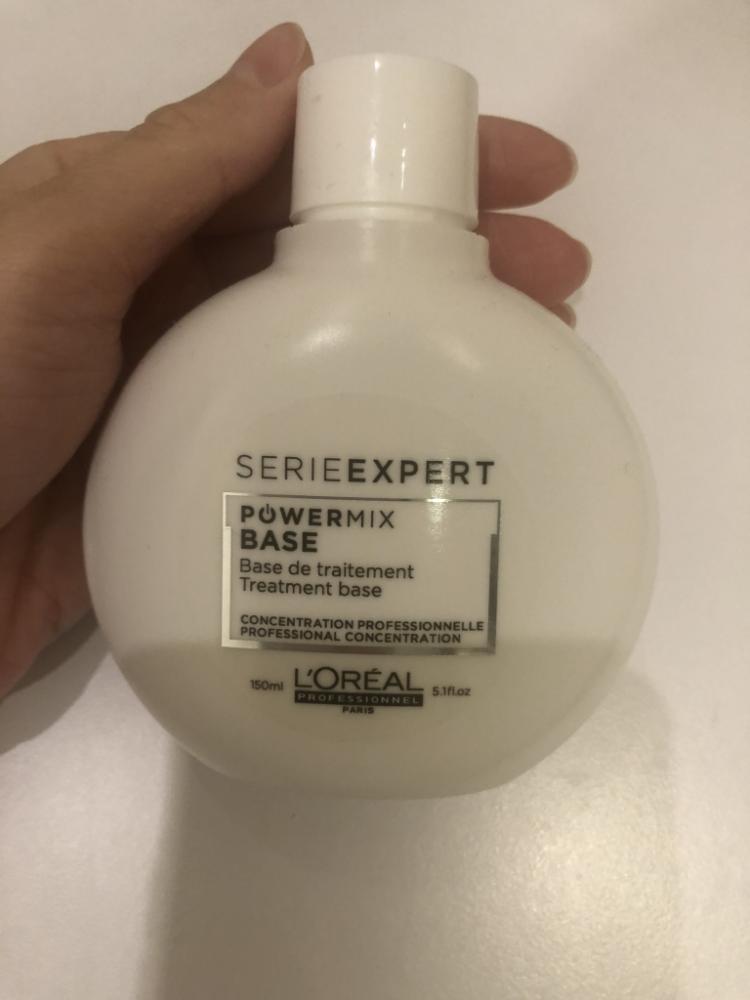 SERIEEXPERT
POWERMIX
BASE
Base de traitement
Treatment base
CONCENTRATION PROFESSIONNELLE
PROFESSIONAL CONCENTRATION
150ml L'ORÉAL 5.1fl.oz
PROFESSIONNEL
PARIS